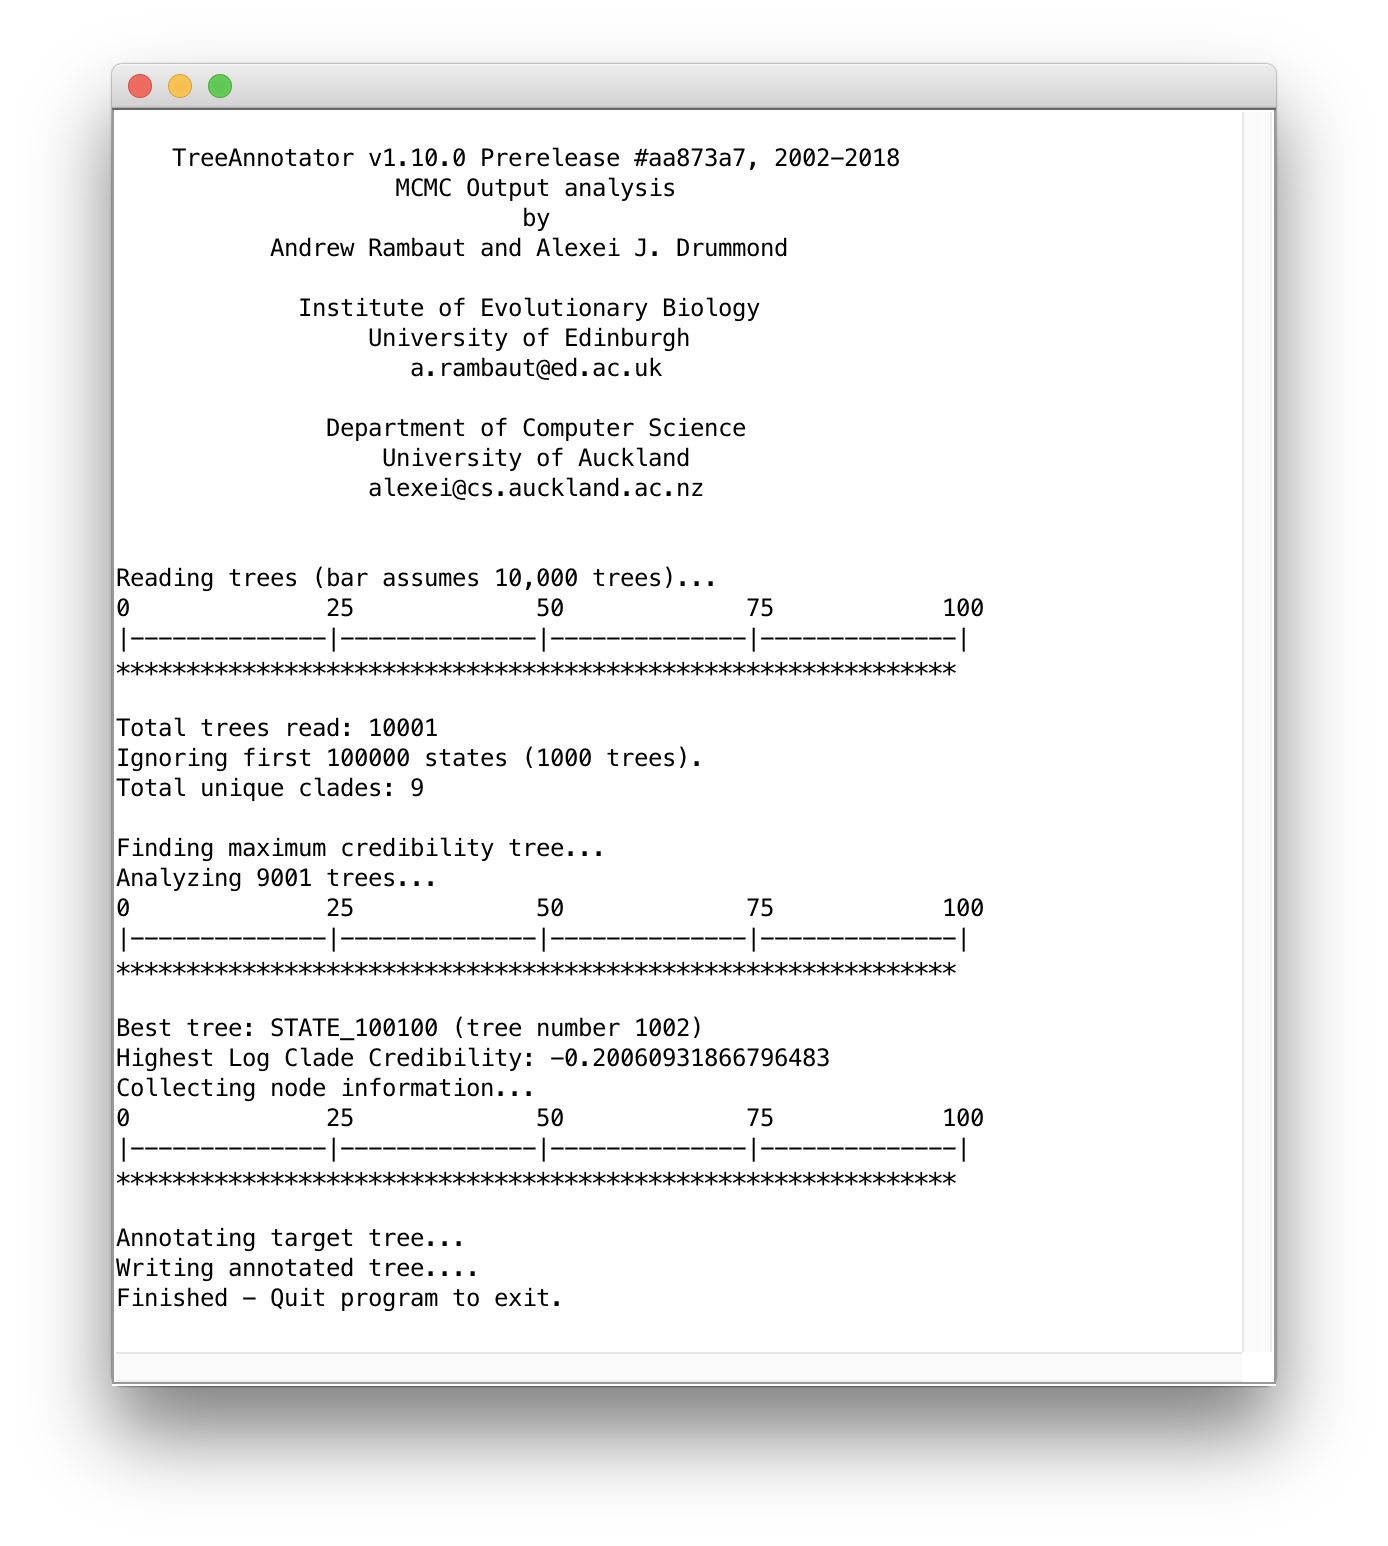 TreeAnnotator v1.10.0 Prerelease #aa873a7, 2002-2018
MCMC Output analysis
by
Andrew Rambaut and Alexei J. Drummond
Institute of Evolutionary Biology
University of Edinburgh
a.rambaut@ed.ac.uk
Department of Computer Science
University of Auckland
alexei@cs.auckland.ac.nz
Reading trees (bar assumes 10,000 trees)...
0              25             50             75            100
|--------------|--------------|--------------|--------------|
************************************************************
Total trees read: 10001
Ignoring first 100000 states (1000 trees).
Total unique clades: 9
Finding maximum credibility tree...
Analyzing 9001 trees...
0              25             50             75            100
|--------------|--------------|--------------|--------------|
************************************************************
Best tree: STATE_100100 (tree number 1002)
Highest Log Clade Credibility: -0.20060931866796483
Collecting node information...
0              25             50             75            100
|--------------|--------------|--------------|--------------|
************************************************************
Annotating target tree...
Writing annotated tree....
Finished - Quit program to exit.